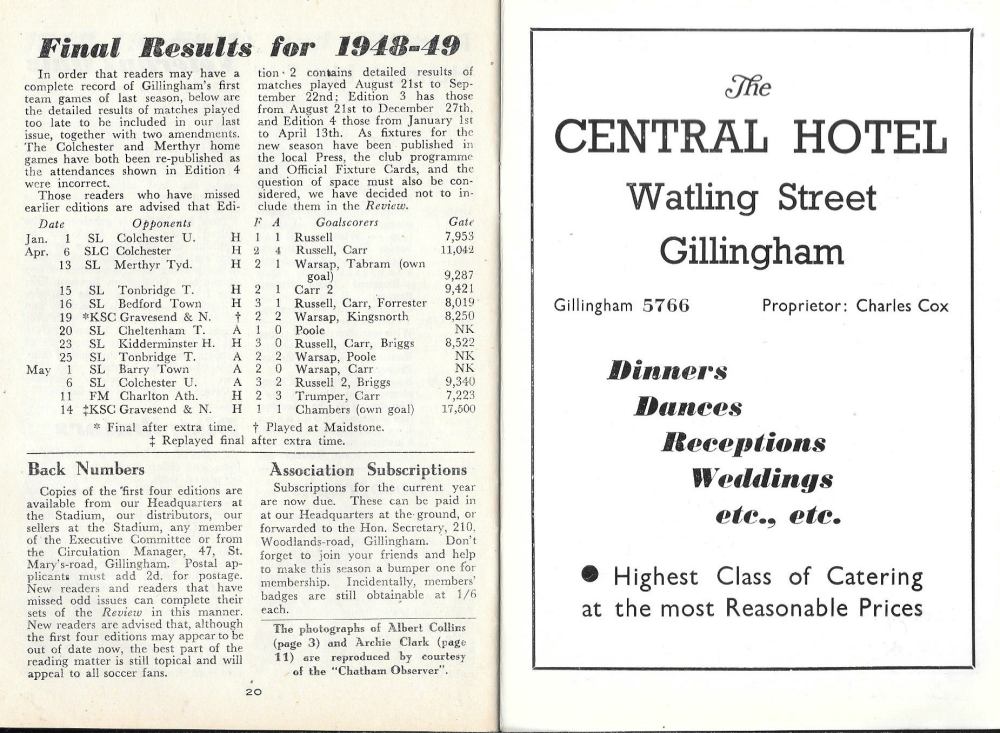 Final Results for 1948-49
In order that readers may have a
complete record of Gillingham's first
team games of last season, below are
the detailed results of matches played
too late to be included in our last
issue, together with two amendments.
The Colchester and Merthyr home
games have both been re-published as
the attendances shown in Edition 4
were incorrect.
Those readers who have missed
earlier editions are advised that Edi-
tion 2 contains detailed results of
matches played August 21st to Sep-
tember 22nd; Edition 3 has those
from August 21st to December 27th,
and Edition 4 those from January 1st
to April 13th. As fixtures for the
new season have been published in
the local Press, the club programme
and Official Fixture Cards, and the
question of space must also be con-
sidered, we have decided not to in-
clude them in the Review.
Date Opponents F A Goalscorers Gate
Jan. 1 SL Colchester U. H 1 1 Russell 7,953
Apr. 6 SLC Colchester H 2 4 Russell, Carr 11,042
13 SL Merthyr Tyd. H 2 1 Warsap, Tabram (own
goal) 9,287
15 SL Tonbridge T. H 2 1 Carr 2 9,421
16 SL Bedford Town H 3 1 Russell, Carr, Forrester 8,019
19 *KSC Gravesend & N. † 2 2 Warsap, Kingsnorth 8,250
20 SL Cheltenham T. A 1 0 Poole NK
23 SL Kidderminster H. H 3 0 Russell, Carr, Briggs 8,522
25 SL Tonbridge T. A 2 2 Warsap, Poole NK
May 1 SL Barry Town A 2 0 Warsap, Carr NK
6 SL Colchester U. A 3 2 Russell 2, Briggs 9,340
11 FM Charlton Ath. H 2 3 Trumper, Carr 7,223
14 ‡KSC Gravesend & N. H 1 1 Chambers (own goal) 17,500
* Final after extra time. † Played at Maidstone.
‡ Replayed final after extra time.
Back Numbers
Copies of the first four editions are
available from our Headquarters at
the Stadium, our distributors, our
sellers at the Stadium, any member
of the Executive Committee or from
the Circulation Manager, 47, St.
Mary's-road, Gillingham. Postal ap-
plicants must add 2d. for postage.
New readers and readers that have
missed odd issues can complete their
sets of the Review in this manner.
New readers are advised that, although
the first four editions may appear to be
out of date now, the best part of the
reading matter is still topical and will
appeal to all soccer fans.
Association Subscriptions
Subscriptions for the current year
are now due. These can be paid in
at our Headquarters at the ground, or
forwarded to the Hon. Secretary, 210,
Woodlands-road, Gillingham. Don't
forget to join your friends and help
to make this season a bumper one for
membership. Incidentally, members'
badges are still obtainable at 1/6
each.
The photographs of Albert Collins
(page 3) and Archie Clark (page
11) are reproduced by courtesy
of the "Chatham Observer".
20
The
CENTRAL HOTEL
Watling Street
Gillingham
Gillingham 5766 Proprietor: Charles Cox
Dinners
Dances
Receptions
Weddings
etc., etc.
● Highest Class of Catering
at the most Reasonable Prices